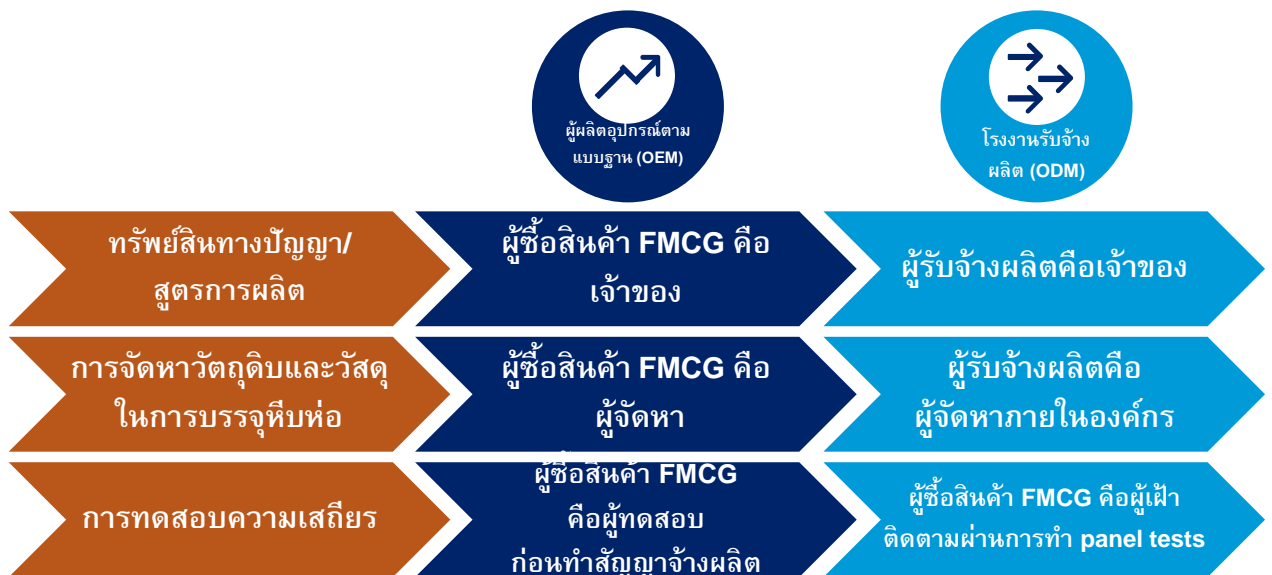 ผู้ผลิตอุปกรณ์ตาม
แบบฐาน (OEM)
โรงงานรับจ้าง
ผลิต (ODM)
ทรัพย์สินทางปัญญา/
สูตรการผลิต
ผู้ซื้อสินค้า FMCG คือ
เจ้าของ
ผู้รับจ้างผลิตคือเจ้าของ
การจัดหาวัตถุดิบและวัสดุ
ในการบรรจุหีบห่อ
ผู้ซื้อสินค้า FMCG คือ
ผู้จัดหา
ผู้รับจ้างผลิตคือ
ผู้จัดหาภายในองค์กร
การทดสอบความเสถียร
ผู้ซื้อสินค้า FMCG
คือผู้ทดสอบ
ก่อนทำสัญญาจ้างผลิต
ผู้ซื้อสินค้า FMCG คือผู้เฝ้า
ติดตามผ่านการทำ panel tests